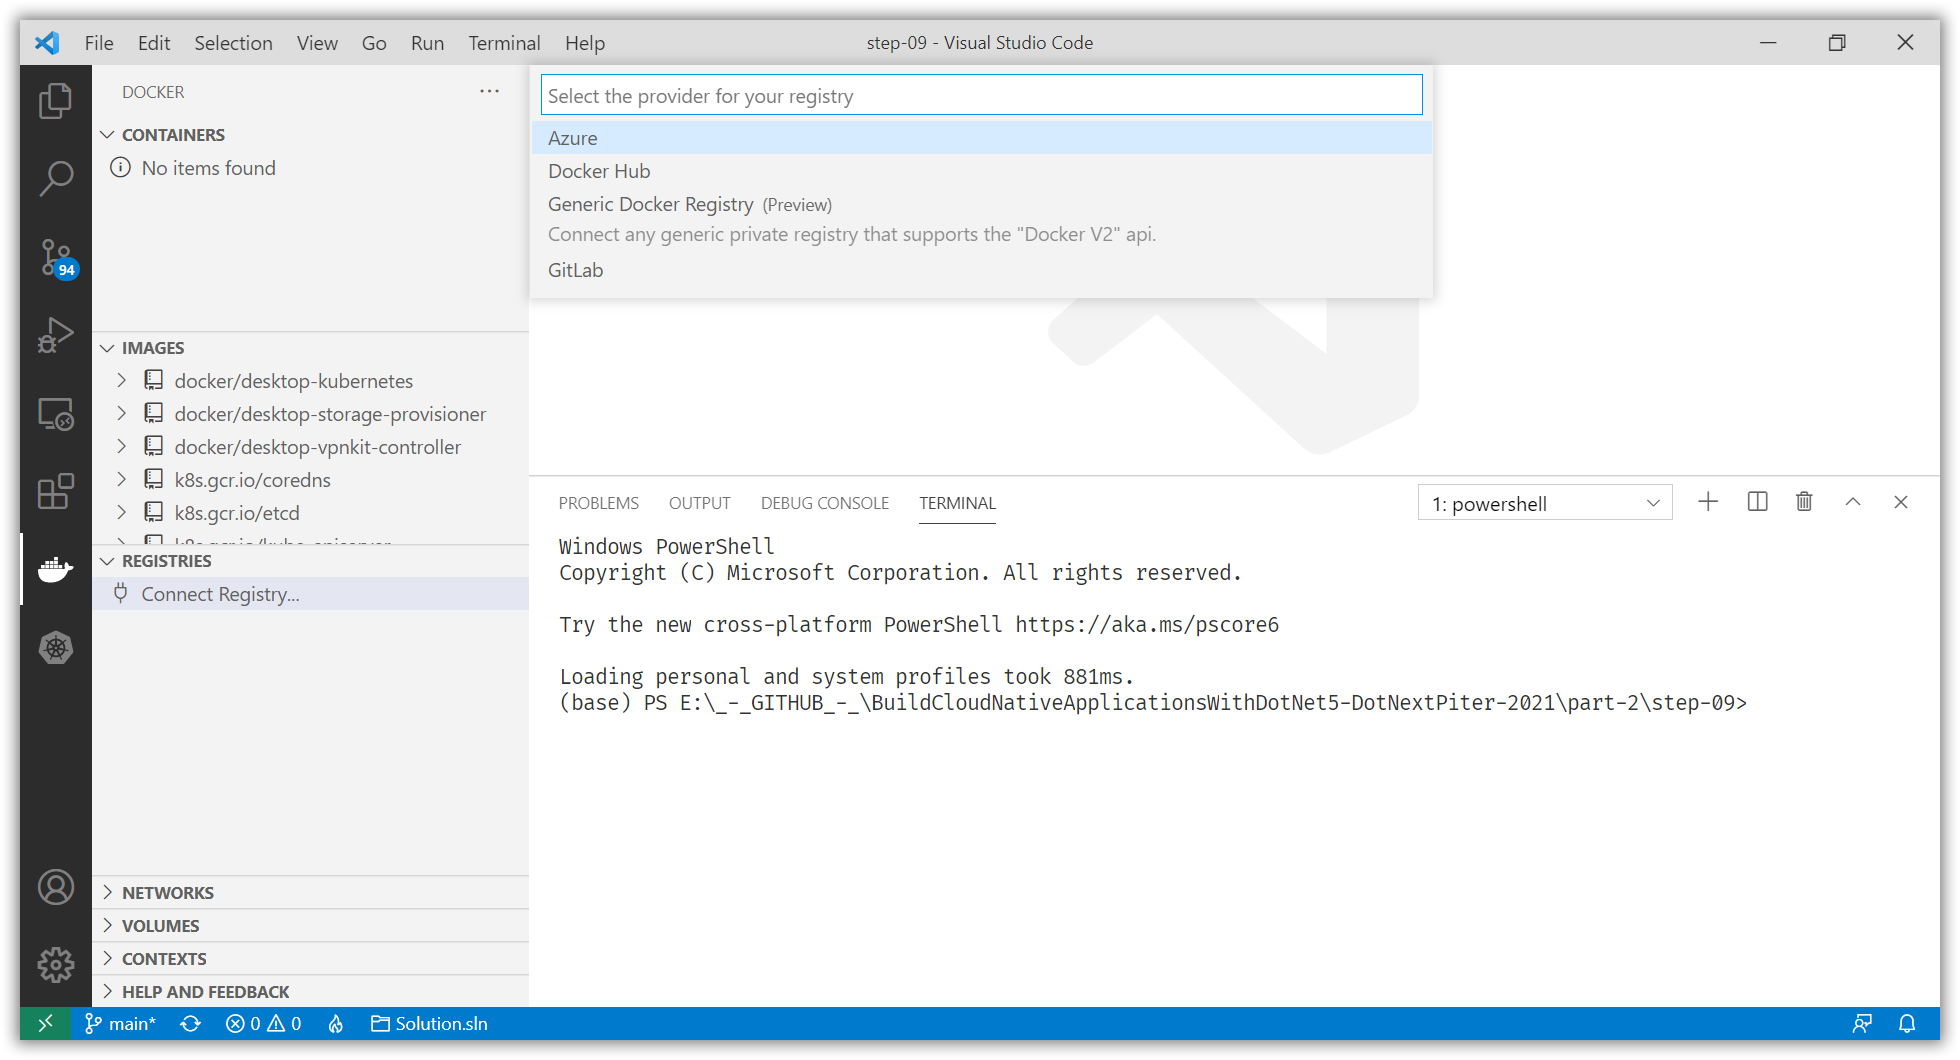 File Edit Selection View Go Run Terminal Help
step-09 - Visual Studio Code
DOCKER
CONTAINERS
No items found
94
IMAGES
docker/desktop-kubernetes
docker/desktop-storage-provisioner
docker/desktop-vpnkit-controller
k8s.gcr.io/coredns
k8s.gcr.io/etcd
k8s.gcr.io/kube-apiserver
REGISTRIES
Connect Registry...
NETWORKS
VOLUMES
CONTEXTS
HELP AND FEEDBACK
Select the provider for your registry
Azure
Docker Hub
Generic Docker Registry (Preview)
Connect any generic private registry that supports the "Docker V2" api.
GitLab
PROBLEMS OUTPUT DEBUG CONSOLE TERMINAL
1: powershell
Windows PowerShell
Copyright (C) Microsoft Corporation. All rights reserved.
Try the new cross-platform PowerShell https://aka.ms/pscore6
Loading personal and system profiles took 881ms.
(base) PS E:\_-_GITHUB_-_\BuildCloudNativeApplicationsWithDotNet5-DotNextPiter-2021\part-2\step-09>
main* 0 0 Solution.sln